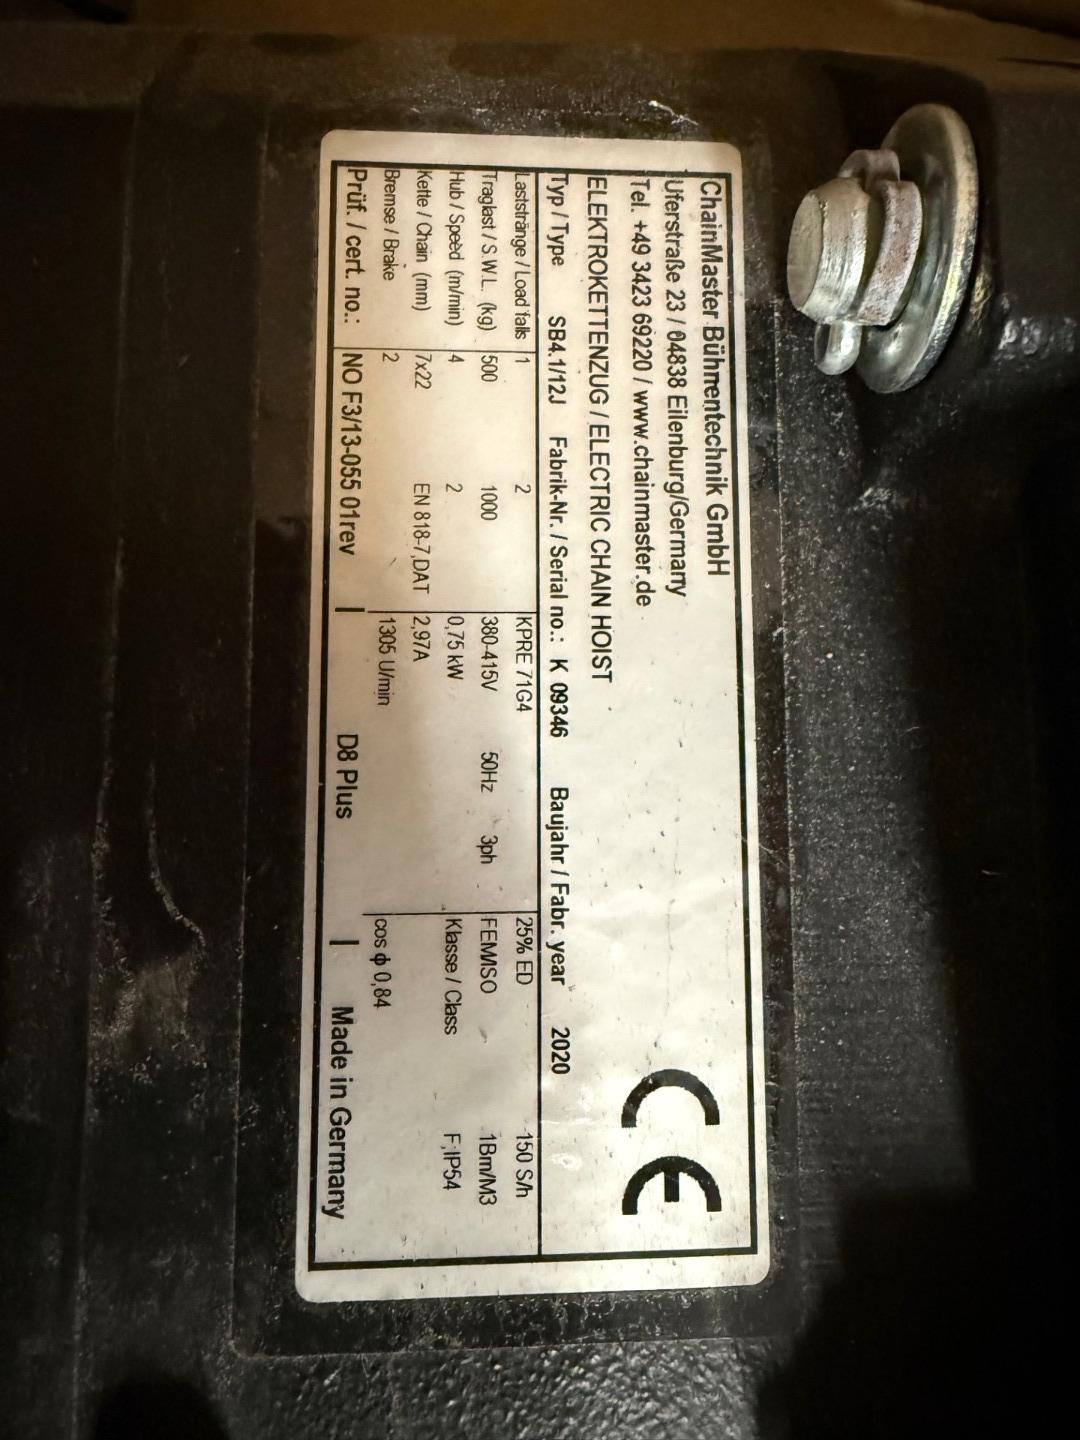 ChainMaster Bühnentechnik GmbH
Uferstraße 23 / 04838 Eilenburg/Germany
Tel. +49 3423 69220 / www.chainmaster.de
CE
ELEKTROKETTENZUG / ELECTRIC CHAIN HOIST
Typ / Type SB4.1/12J Fabrik-Nr. / Serial no.: K 09346 Baujahr / Fabr. year 2020
Laststränge / Load falls 1 2 KPRE 71G4 25% ED 150 S/h
Traglast / S.W.L. (kg) 500 1000 380-415V 50Hz 3ph FEM/ISO 1Bm/M3
Hub / Speed (m/min) 4 2 0,75 kW Klasse / Class F;IP54
Kette / Chain (mm) 7x22 EN 818-7,DAT 2,97A
Bremse / Brake 2 1305 U/min cos ϕ 0,84
Prüf. / cert. no.: NO F3/13-055 01rev | D8 Plus | Made in Germany